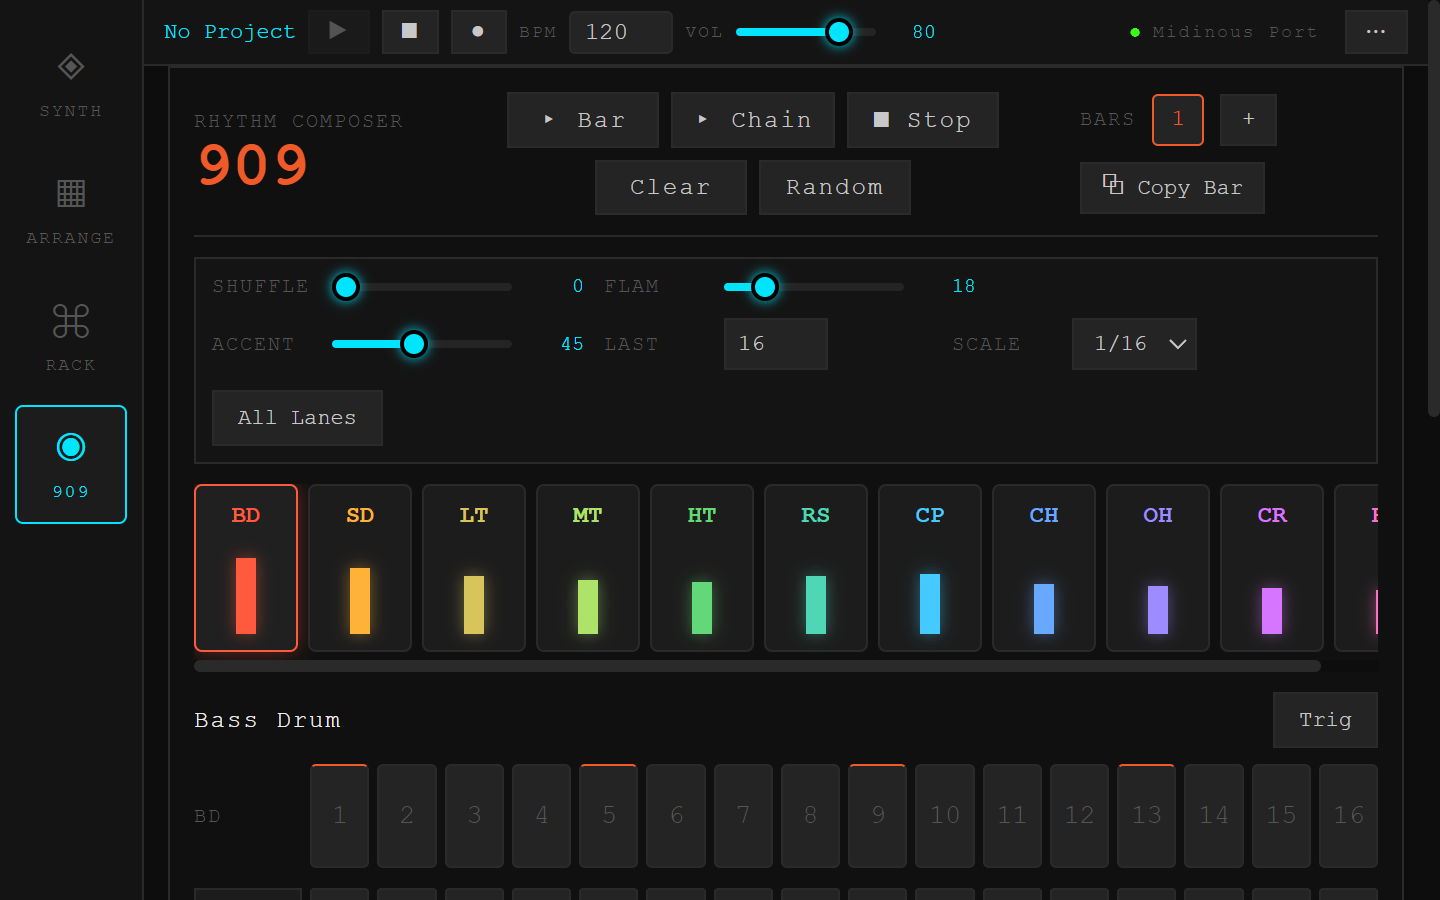 No Project BPM 120 VOL 80 Midinous Port ...
SYNTH
ARRANGE
RACK
909
RHYTHM COMPOSER
909
Bar Chain Stop
Clear Random
BARS 1 +
Copy Bar
SHUFFLE 0 FLAM 18
ACCENT 45 LAST 16 SCALE 1/16
All Lanes
BD SD LT MT HT RS CP CH OH CR
Bass Drum Trig
BD 1 2 3 4 5 6 7 8 9 10 11 12 13 14 15 16